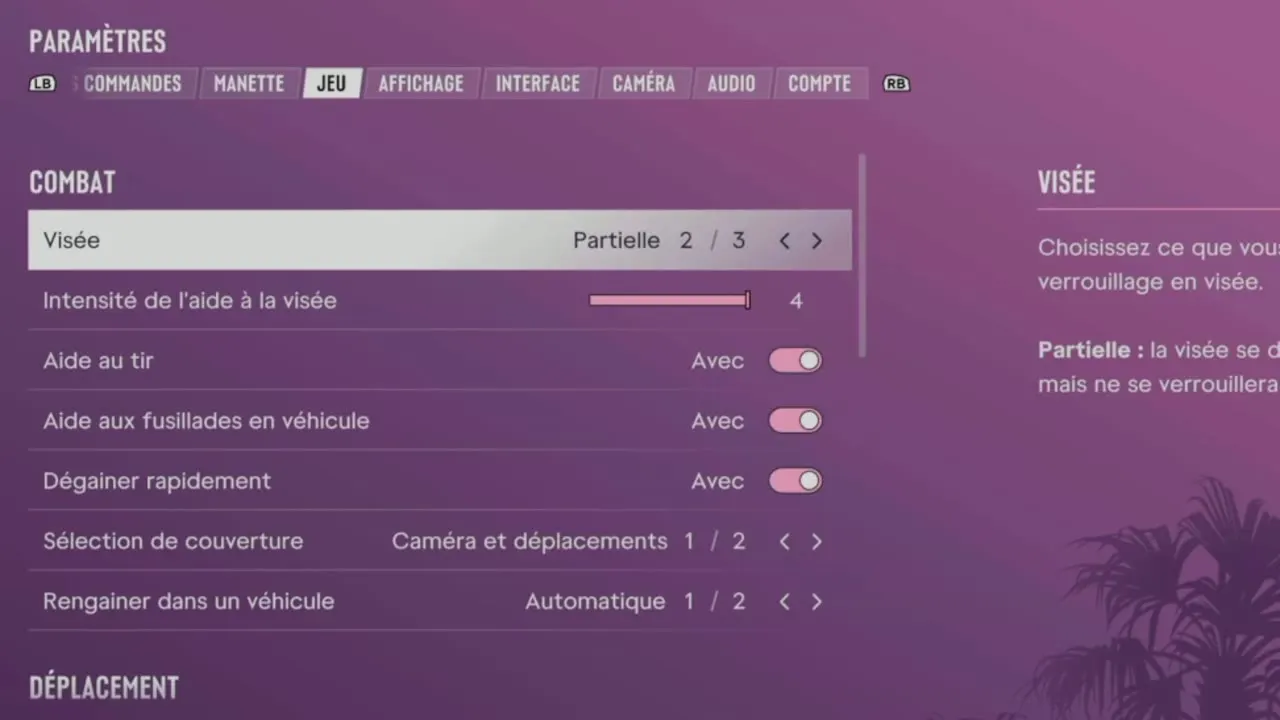 PARAMÈTRES
LB COMMANDES MANETTE JEU AFFICHAGE INTERFACE CAMÉRA AUDIO COMPTE RB
COMBAT
Visée Partielle 2 / 3 < >
Intensité de l'aide à la visée 4
Aide au tir Avec
Aide aux fusillades en véhicule Avec
Dégainer rapidement Avec
Sélection de couverture Caméra et déplacements 1 / 2 < >
Rengainer dans un véhicule Automatique 1 / 2 < >
DÉPLACEMENT
VISÉE
Choisissez ce que vous
verrouillage en visée.
Partielle : la visée se
mais ne se verrouillera